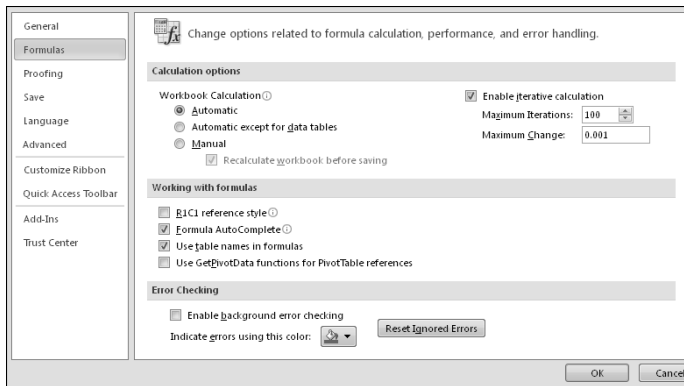 General
Formulas
Proofing
Save
Language
Advanced
Customize Ribbon
Quick Access Toolbar
Add-Ins
Trust Center
fx
Change options related to formula calculation, performance, and error handling.
Calculation options
Workbook Calculation
Automatic
Automatic except for data tables
Manual
Recalculate workbook before saving
Enable iterative calculation
Maximum Iterations: 100
Maximum Change: 0.001
Working with formulas
R1C1 reference style
Formula AutoComplete
Use table names in formulas
Use GetPivotData functions for PivotTable references
Error Checking
Enable background error checking
Indicate errors using this color:
Reset Ignored Errors
OK
Cancel